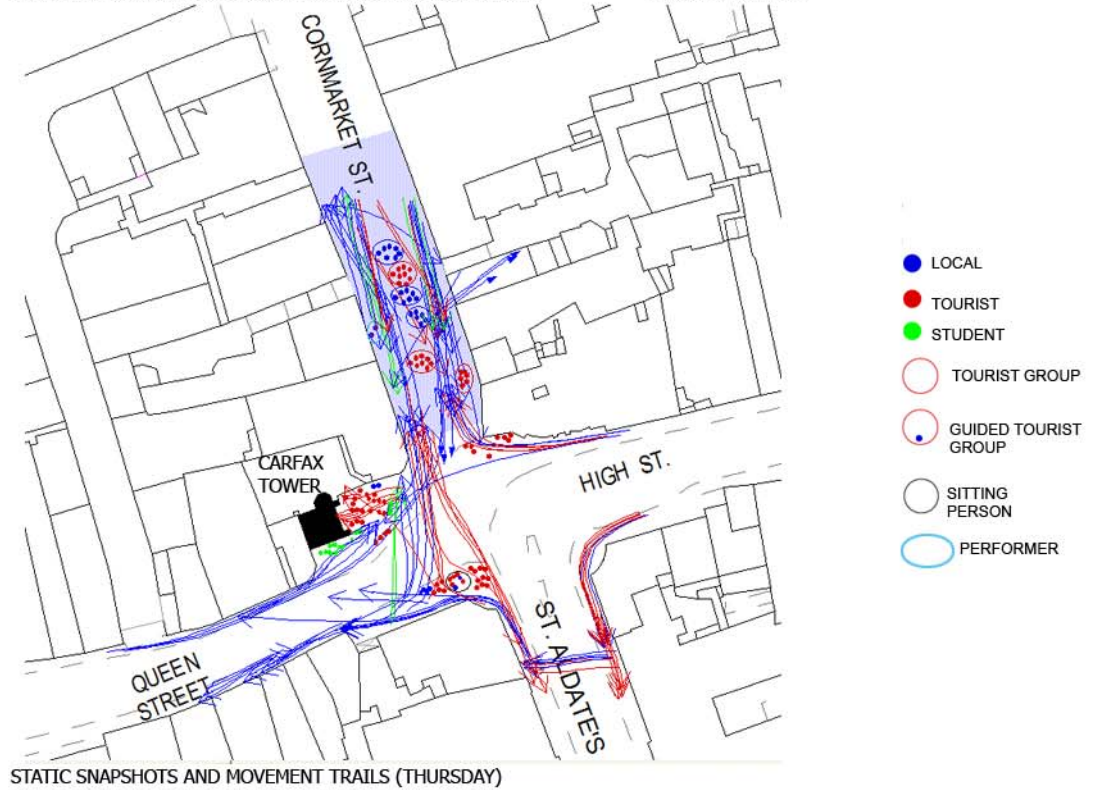 CORNMARKET ST.
CARFAX
TOWER
HIGH ST.
QUEEN
STREET
ST. ALDATE'S
LOCAL
TOURIST
STUDENT
TOURIST GROUP
GUIDED TOURIST
GROUP
SITTING
PERSON
PERFORMER
STATIC SNAPSHOTS AND MOVEMENT TRAILS (THURSDAY)